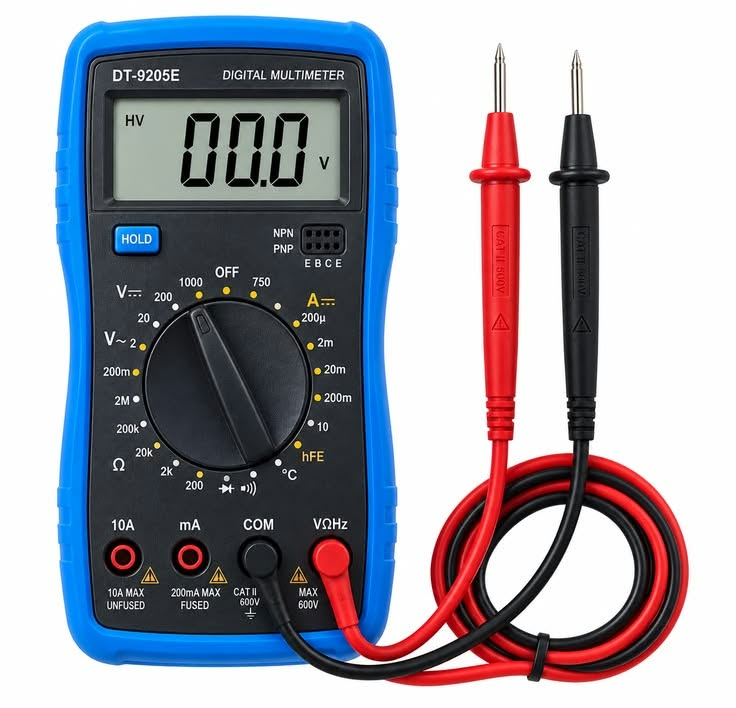 DT-9205E DIGITAL MULTIMETER
HV 00.0 V
HOLD
NPN
PNP
E B C E
OFF
1000
750
V⎓
200
A⎓
20
200µ
V~
2
2m
200m
20m
2M
200m
200k
10
20k
hFE
Ω
2k
°C
200
10A mA COM VΩHz
10A MAX
UNFUSED
200mA MAX
FUSED
CAT II
600V
MAX
600V
CAT II 600V
CAT II 600V